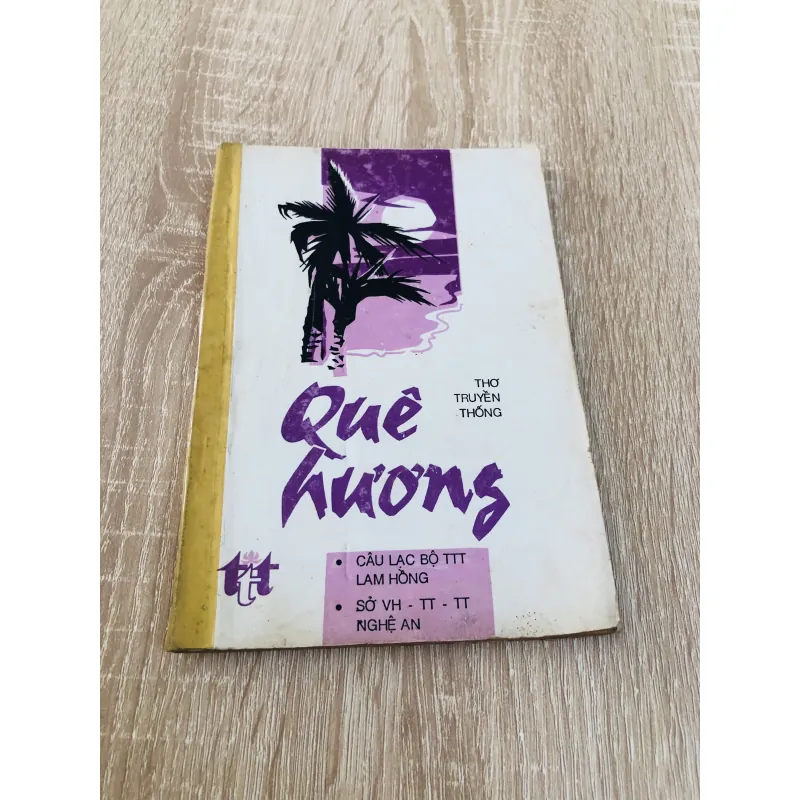 THƠ
TRUYỀN
THỐNG
Quê
hương
ttt
• CÂU LẠC BỘ TTT
LAM HỒNG
• SỞ VH - TT - TT
NGHỆ AN